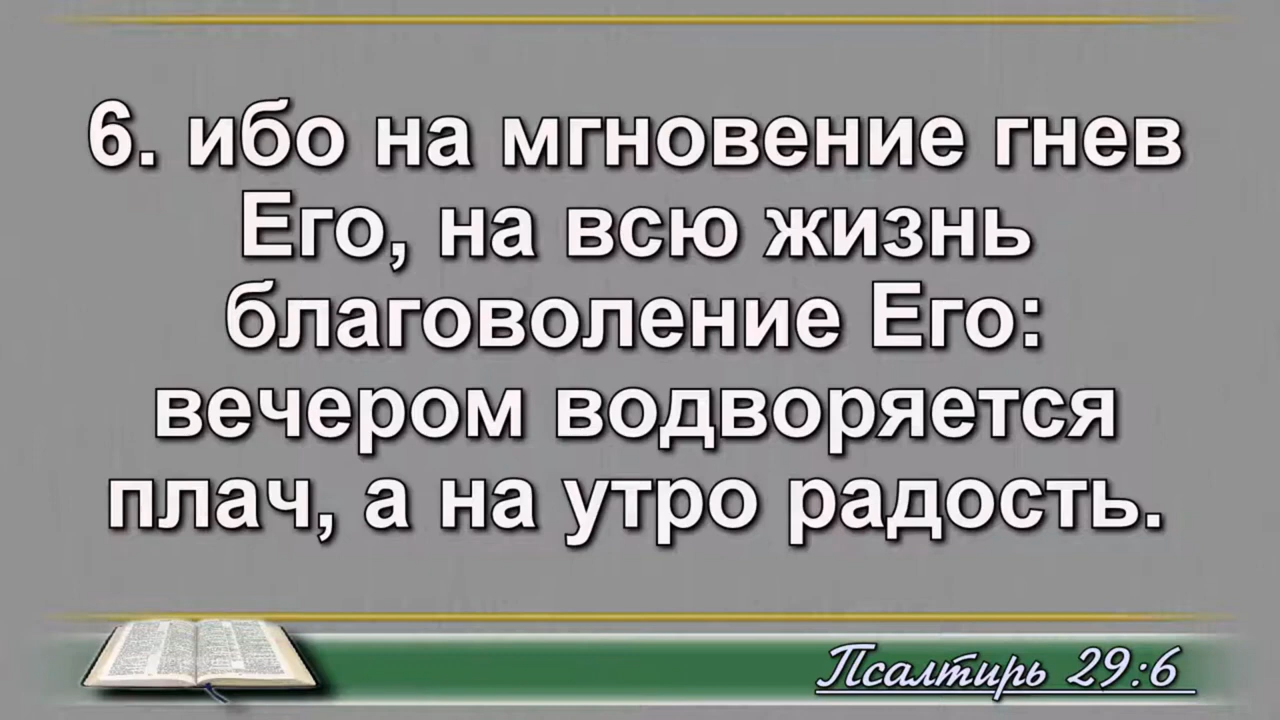 6. ибо на мгновение гнев
Его, на всю жизнь
благоволение Его:
вечером водворяется
плач, а на утро радость.
Псалтирь 29:6